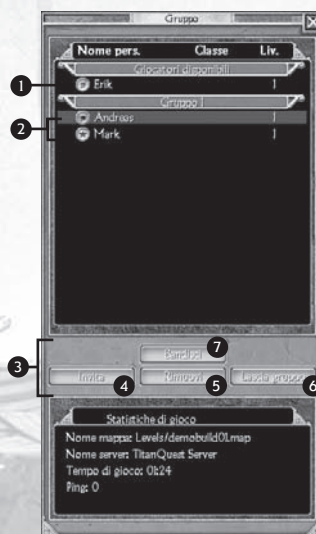 Gruppo
Nome pers. Classe Liv.
Giocatori disponibili
1 Erik 1
Gruppo 1
2 Andreas 1
Mark 1
3
Bandisci 7
Invita 4 Rimuovi 5 Lascia gruppo 6
Statistiche di gioco
Nome mappa: Levels/demobuild01.map
Nome server: TitanQuest Server
Tempo di gioco: 01:24
Ping: 0